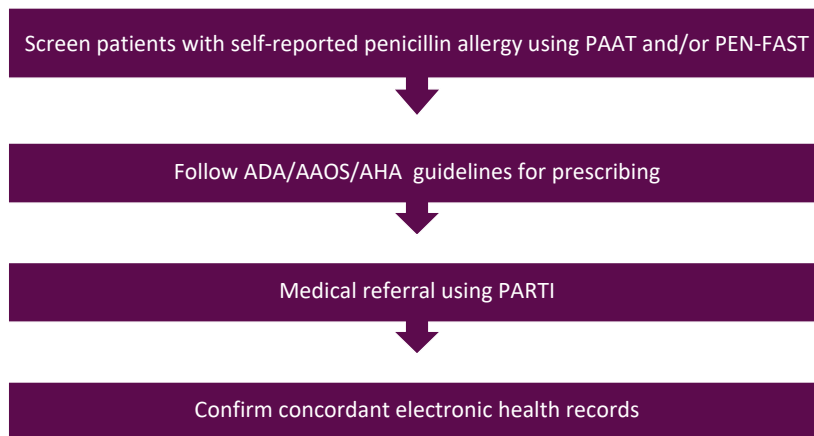 Screen patients with self-reported penicillin allergy using PAAT and/or PEN-FAST
Follow ADA/AAOS/AHA guidelines for prescribing
Medical referral using PARTI
Confirm concordant electronic health records